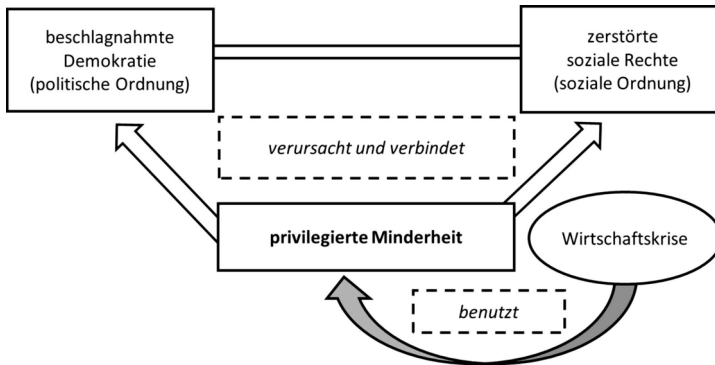 beschlagnahmte
Demokratie
(politische Ordnung)
zerstörte
soziale Rechte
(soziale Ordnung)
verursacht und verbindet
privilegierte Minderheit
Wirtschaftskrise
benutzt